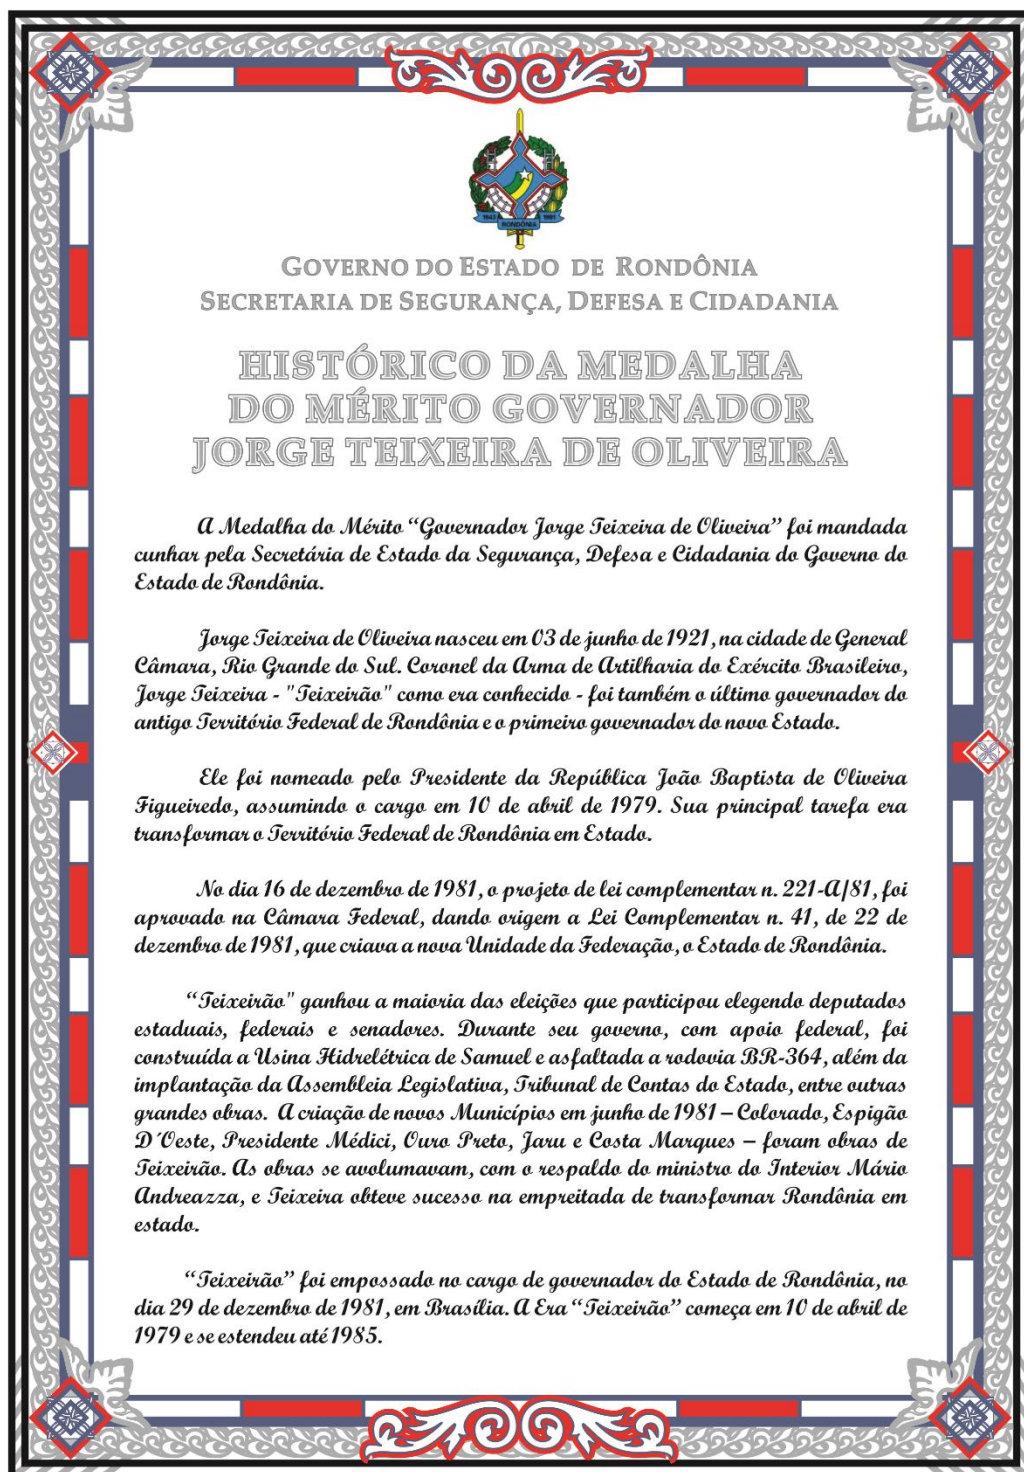 1943 1981
RONDÔNIA
GOVERNO DO ESTADO DE RONDÔNIA
SECRETARIA DE SEGURANÇA, DEFESA E CIDADANIA
HISTÓRICO DA MEDALHA
DO MÉRITO GOVERNADOR
JORGE TEIXEIRA DE OLIVEIRA
A Medalha do Mérito “Governador Jorge Teixeira de Oliveira” foi mandada
cunhar pela Secretária de Estado da Segurança, Defesa e Cidadania do Governo do
Estado de Rondônia.
Jorge Teixeira de Oliveira nasceu em 03 de junho de 1921, na cidade de General
Câmara, Rio Grande do Sul. Coronel da Arma de Artilharia do Exército Brasileiro,
Jorge Teixeira - "Teixeirão" como era conhecido - foi também o último governador do
antigo Território Federal de Rondônia e o primeiro governador do novo Estado.
Ele foi nomeado pelo Presidente da República João Baptista de Oliveira
Figueiredo, assumindo o cargo em 10 de abril de 1979. Sua principal tarefa era
transformar o Território Federal de Rondônia em Estado.
No dia 16 de dezembro de 1981, o projeto de lei complementar n. 221-A/81, foi
aprovado na Câmara Federal, dando origem a Lei Complementar n. 41, de 22 de
dezembro de 1981, que criava a nova Unidade da Federação, o Estado de Rondônia.
“Teixeirão" ganhou a maioria das eleições que participou elegendo deputados
estaduais, federais e senadores. Durante seu governo, com apoio federal, foi
construída a Usina Hidrelétrica de Samuel e asfaltada a rodovia BR-364, além da
implantação da Assembleia Legislativa, Tribunal de Contas do Estado, entre outras
grandes obras. A criação de novos Municípios em junho de 1981 – Colorado, Espigão
D´Oeste, Presidente Médici, Ouro Preto, Jaru e Costa Marques – foram obras de
Teixeirão. As obras se avolumavam, com o respaldo do ministro do Interior Mário
Andreazza, e Teixeira obteve sucesso na empreitada de transformar Rondônia em
estado.
“Teixeirão” foi empossado no cargo de governador do Estado de Rondônia, no
dia 29 de dezembro de 1981, em Brasília. A Era “Teixeirão” começa em 10 de abril de
1979 e se estendeu até 1985.